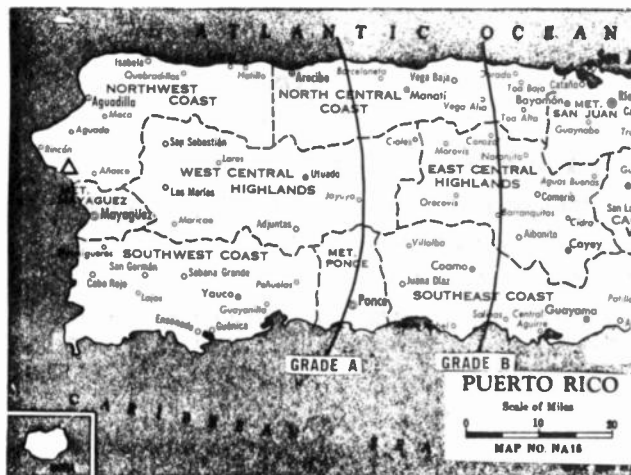 ATLANTIC OCEAN
Isabela
Quebradillas
Hatillo
Arecibo
Barceloneta
Vega Baja
Dorado
Toa Baja
Cataño
NORTHWEST
COAST
Aguadilla
Moca
NORTH CENTRAL
COAST
Manatí
Vega Alta
Toa Alta
Bayamón
MET.
SAN JUAN
Guaynabo
Aguada
Rincón
San Sebastián
Lares
Ciales
Morovis
Corozal
Naranjito
Añasco
WEST CENTRAL
HIGHLANDS
Utuado
EAST CENTRAL
HIGHLANDS
Aguas Buenas
Comerío
MET.
MAYAGUEZ
Mayagüez
Las Marías
Maricao
Jayuya
Orocovis
Barranquitas
Cidra
Adjuntas
Villalba
Aibonito
Cayey
SOUTHWEST COAST
MET.
PONCE
Coamo
San Germán
Sabana Grande
Cabo Rojo
Lajas
Yauco
Peñuelas
Guayanilla
Ponce
Juana Díaz
SOUTHEAST COAST
Ensenada
Guánica
Salinas
Central
Aguirre
Guayama
GRADE A
GRADE B
CARIBBEAN SEA
PUERTO RICO
Scale of Miles
0 10 20
MAP NO. NA16